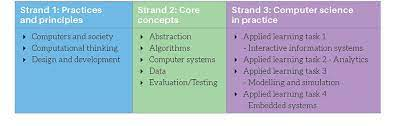 Strand 1: Practices
and principles
Computers and society
Computational thinking
Design and development
Strand 2: Core
concepts
Abstraction
Algorithms
Computer systems
Data
Evaluation/Testing
Strand 3: Computer science
in practice
Applied learning task 1
- Interactive information systems
Applied learning task 2 - Analytics
Applied learning task 3
- Modelling and simulation
Applied learning task 4
Embedded systems